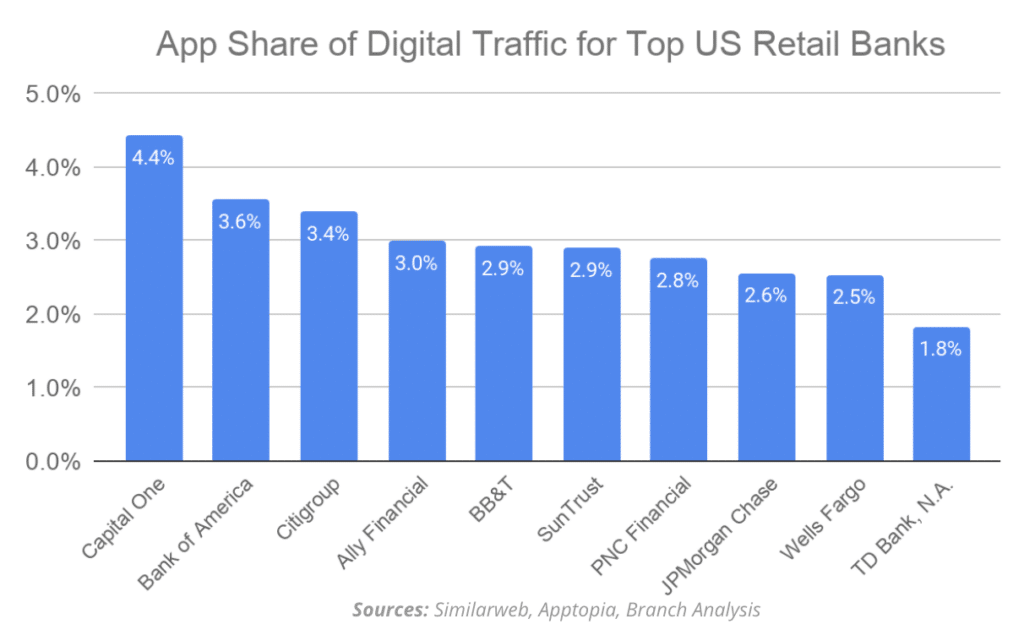 App Share of Digital Traffic for Top US Retail Banks
5.0%
4.0%
3.0%
2.0%
1.0%
0.0%
4.4%
3.6%
3.4%
3.0%
2.9%
2.9%
2.8%
2.6%
2.5%
1.8%
Capital One
Bank of America
Citigroup
Ally Financial
BB&T
SunTrust
PNC Financial
JPMorgan Chase
Wells Fargo
TD Bank, N.A.
Sources: Similarweb, Apptopia, Branch Analysis